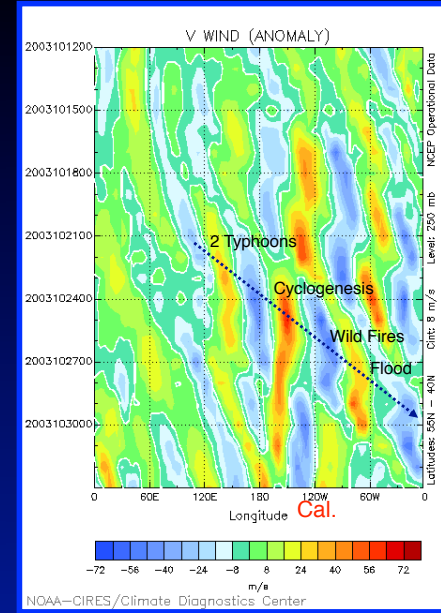 V WIND (ANOMALY)
2003101200
2003101500
2003101800
2003102100
2003102400
2003102700
2003103000
2 Typhoons
Cyclogenesis
Wild Fires
Flood
0 60E 120E 180 120W 60W 0
Longitude Cal.
NCEP Operational Data
Level: 250 mb
Cint: 8 m/s
Latitudes: 55N – 40N
-72 -56 -40 -24 -8 8 24 40 56 72
m/s
NOAA-CIRES/Climate Diagnostics Center